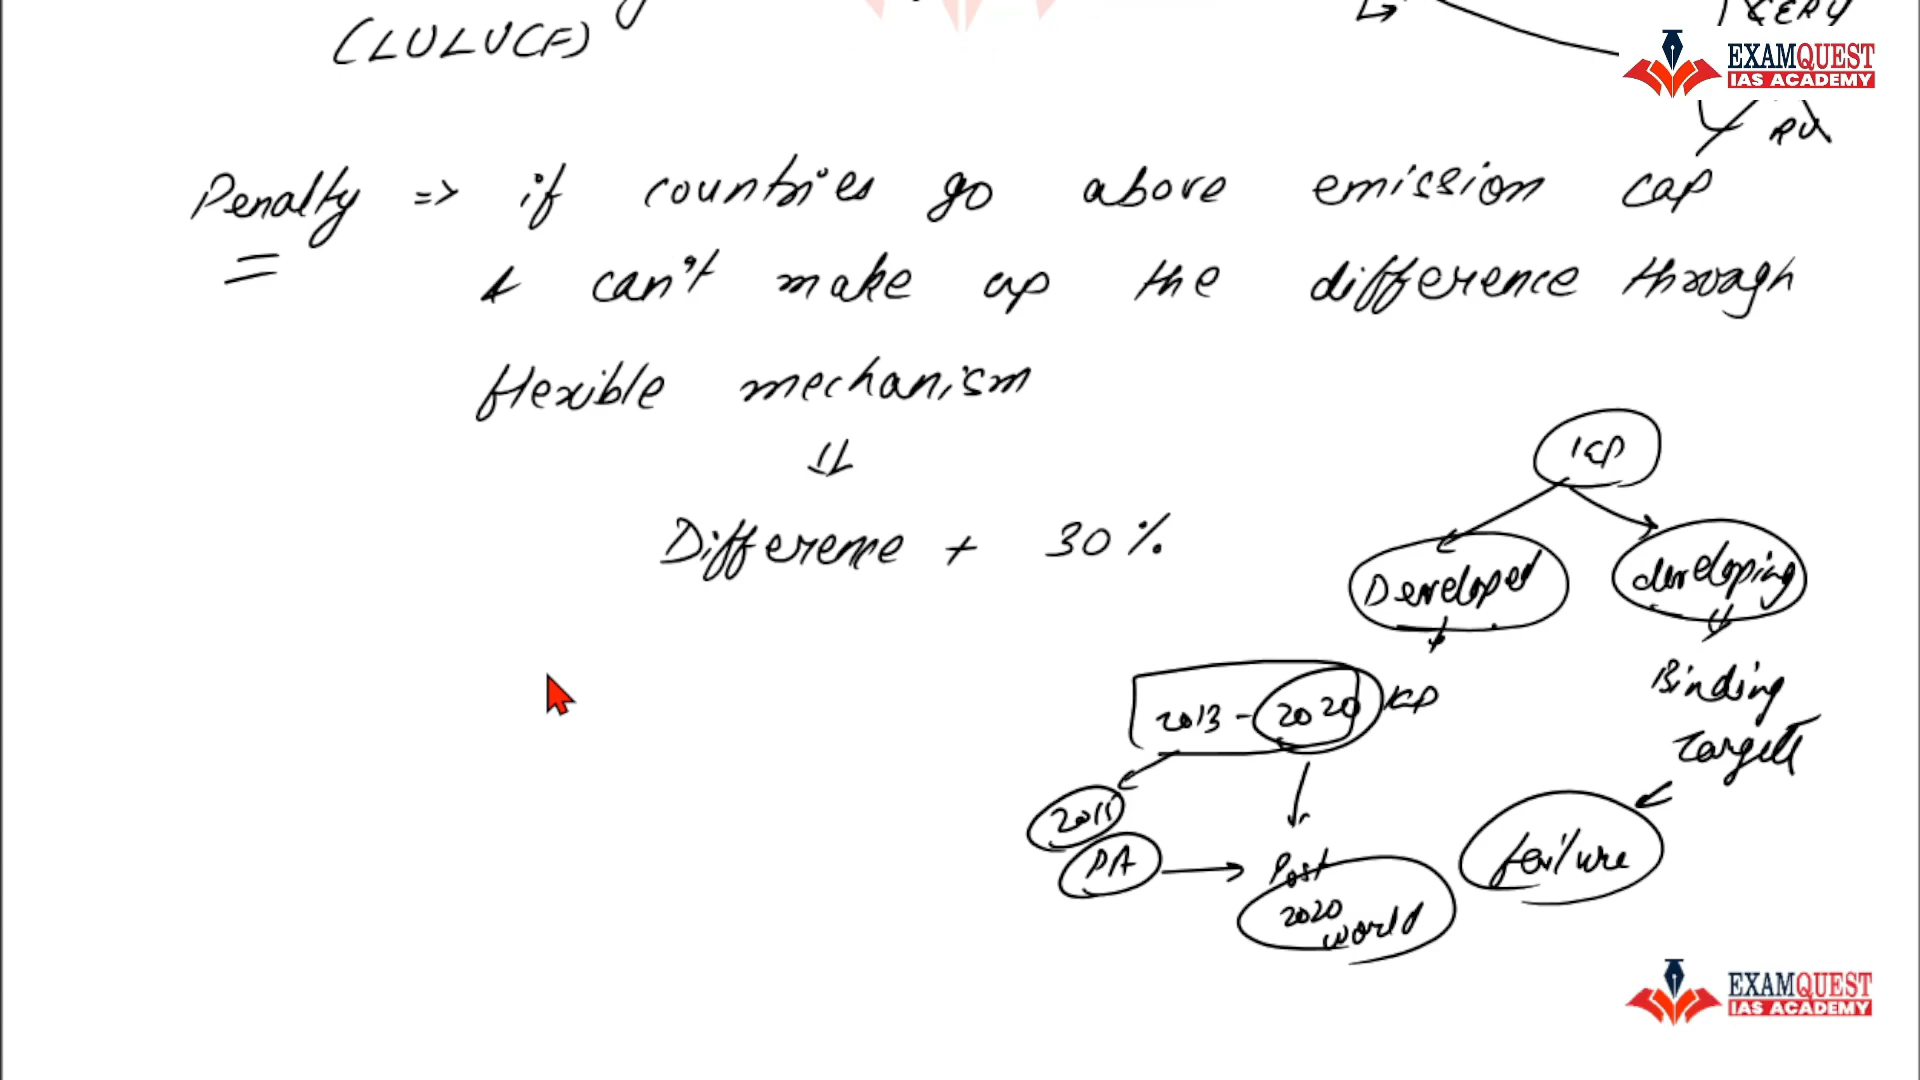 (LULUCF)
CERU
EXAMQUEST
IAS ACADEMY
RU
Penalty => if countries go above emission cap
& can't make up the difference through
flexible mechanism
Difference + 30%
KP
Developed
developing
2013 - 2020 KP
Binding
Targets
2015
PA
Post
2020
world
failure
EXAMQUEST
IAS ACADEMY